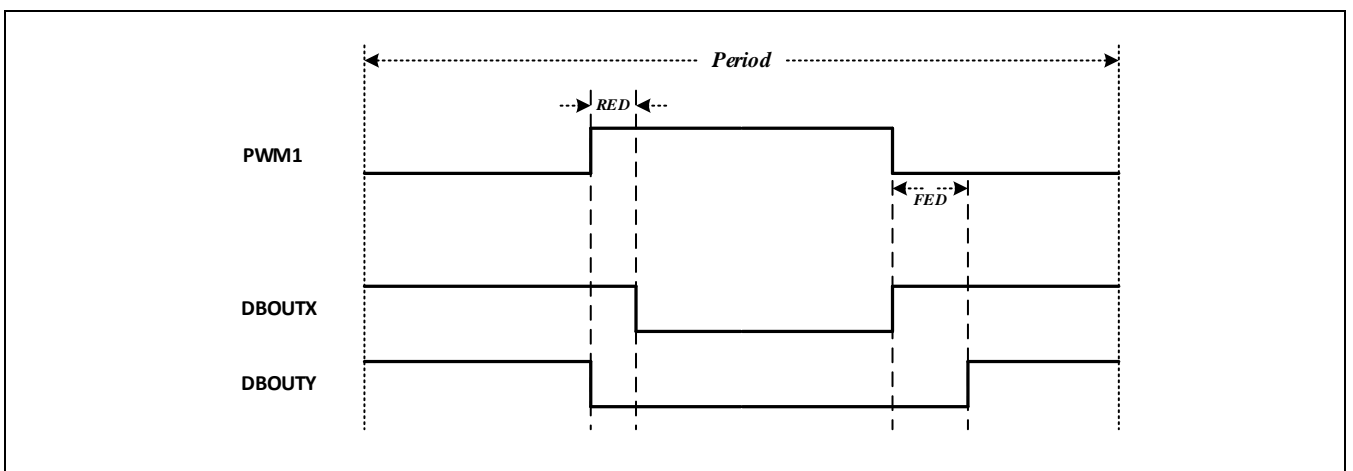 Period
RED
PWM1
FED
DBOUTX
DBOUTY